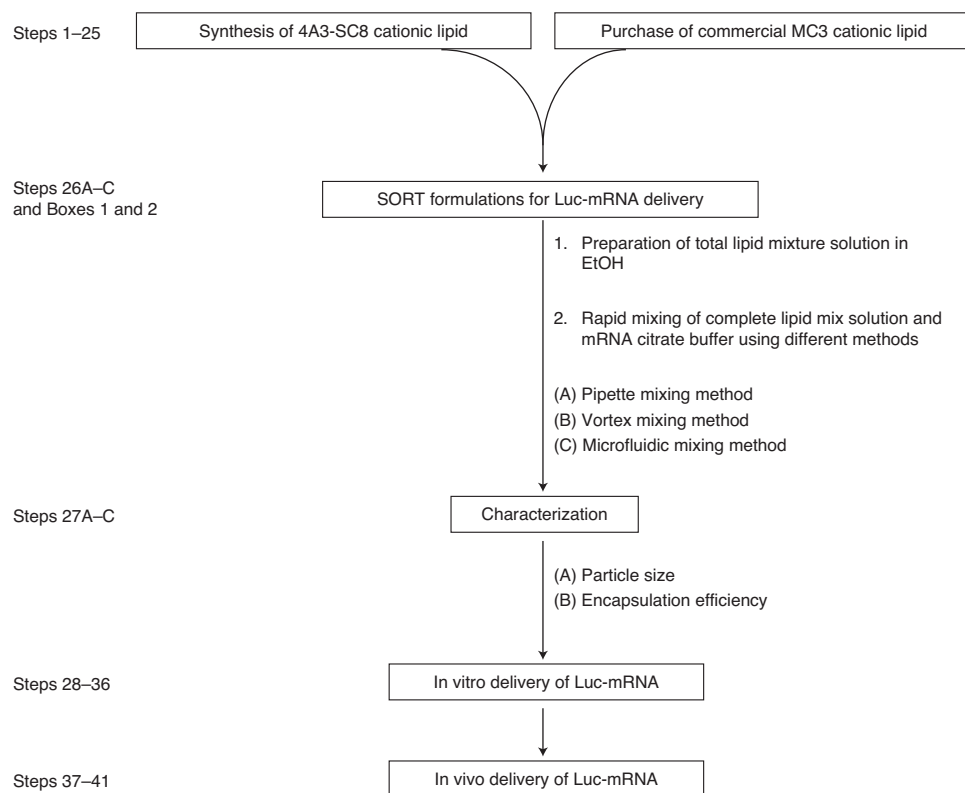 Steps 1–25
Synthesis of 4A3-SC8 cationic lipid
Purchase of commercial MC3 cationic lipid
Steps 26A–C
and Boxes 1 and 2
SORT formulations for Luc-mRNA delivery
1. Preparation of total lipid mixture solution in
EtOH
2. Rapid mixing of complete lipid mix solution and
mRNA citrate buffer using different methods
(A) Pipette mixing method
(B) Vortex mixing method
(C) Microfluidic mixing method
Steps 27A–C
Characterization
(A) Particle size
(B) Encapsulation efficiency
Steps 28–36
In vitro delivery of Luc-mRNA
Steps 37–41
In vivo delivery of Luc-mRNA